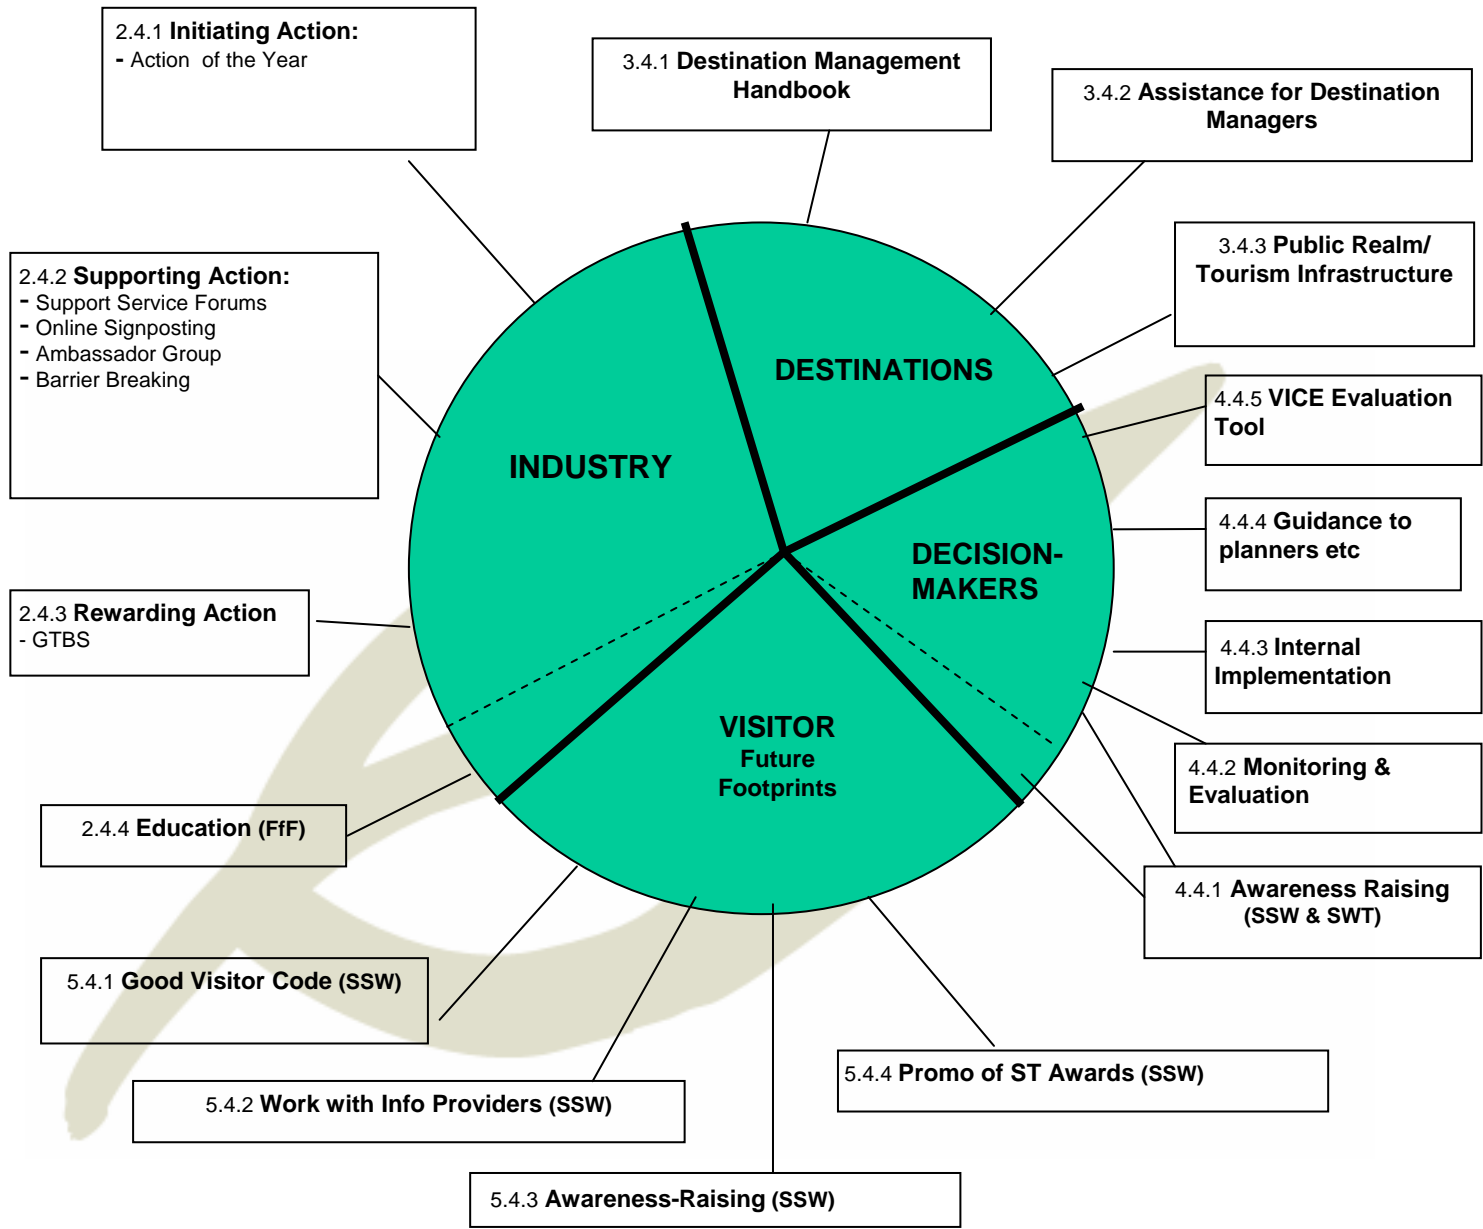 2.4.1 Initiating Action:
- Action of the Year
3.4.1 Destination Management
Handbook
3.4.2 Assistance for Destination
Managers
2.4.2 Supporting Action:
- Support Service Forums
- Online Signposting
- Ambassador Group
- Barrier Breaking
3.4.3 Public Realm/
Tourism Infrastructure
DESTINATIONS
4.4.5 VICE Evaluation
Tool
INDUSTRY
4.4.4 Guidance to
planners etc
DECISION-
MAKERS
2.4.3 Rewarding Action
- GTBS
4.4.3 Internal
Implementation
VISITOR
Future
Footprints
4.4.2 Monitoring &
Evaluation
2.4.4 Education (FfF)
4.4.1 Awareness Raising
(SSW & SWT)
5.4.1 Good Visitor Code (SSW)
5.4.4 Promo of ST Awards (SSW)
5.4.2 Work with Info Providers (SSW)
5.4.3 Awareness-Raising (SSW)